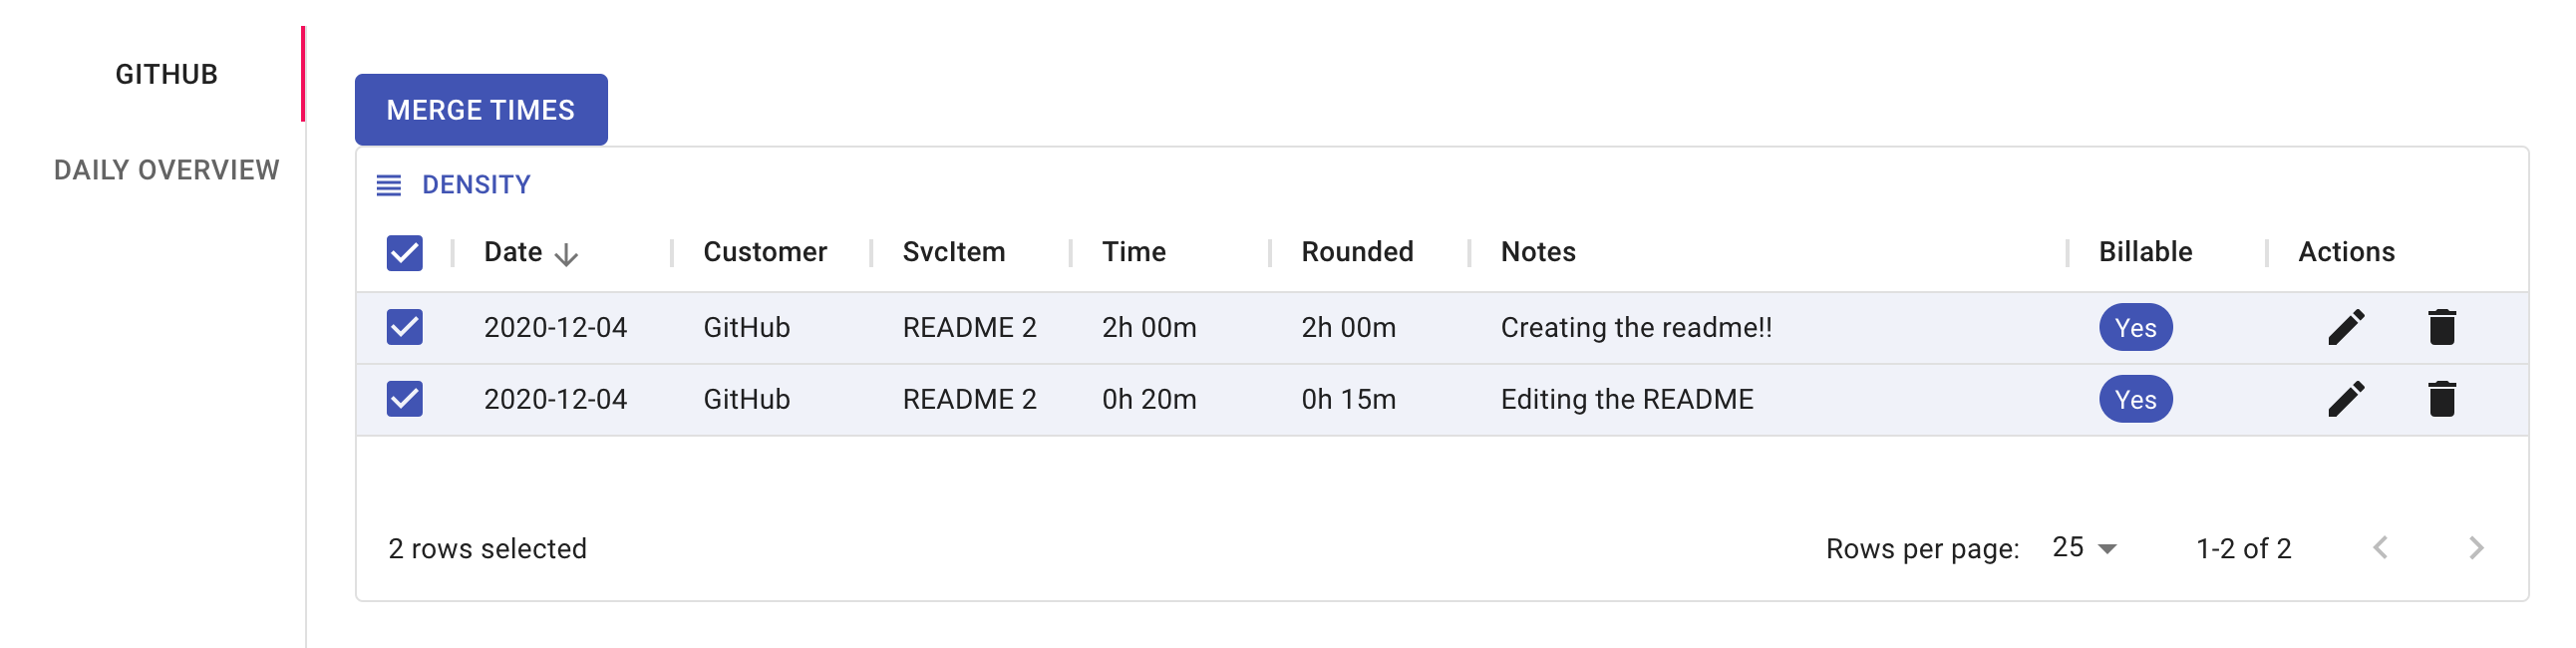 GITHUB
DAILY OVERVIEW
MERGE TIMES
DENSITY
Date Customer SvcItem Time Rounded Notes Billable Actions
2020-12-04 GitHub README 2 2h 00m 2h 00m Creating the readme!! Yes
2020-12-04 GitHub README 2 0h 20m 0h 15m Editing the README Yes
2 rows selected Rows per page: 25 1-2 of 2